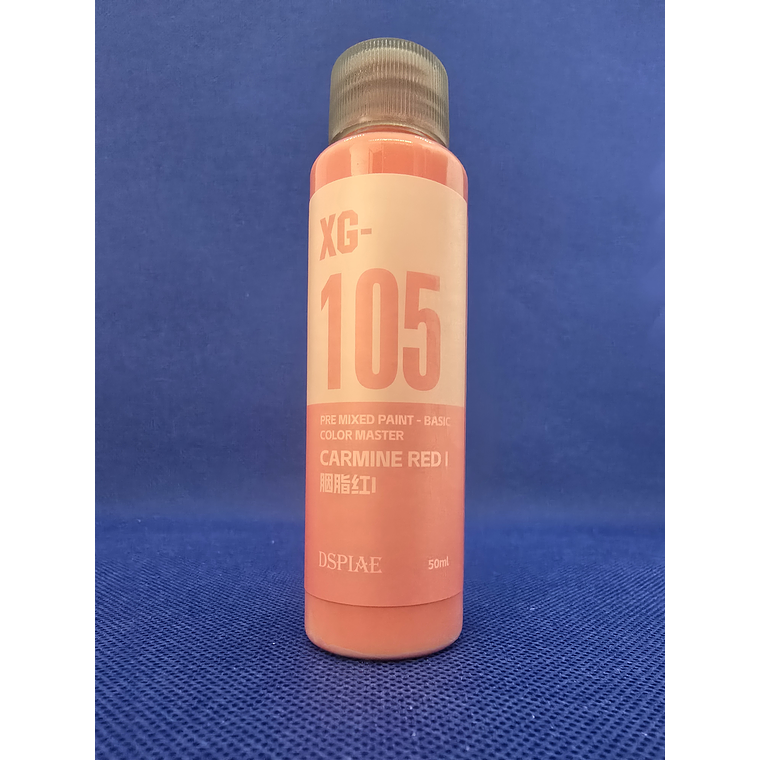 XG-
105
PRE MIXED PAINT - BASIC
COLOR MASTER
CARMINE RED I
胭脂红I
DSPIAE 50ml